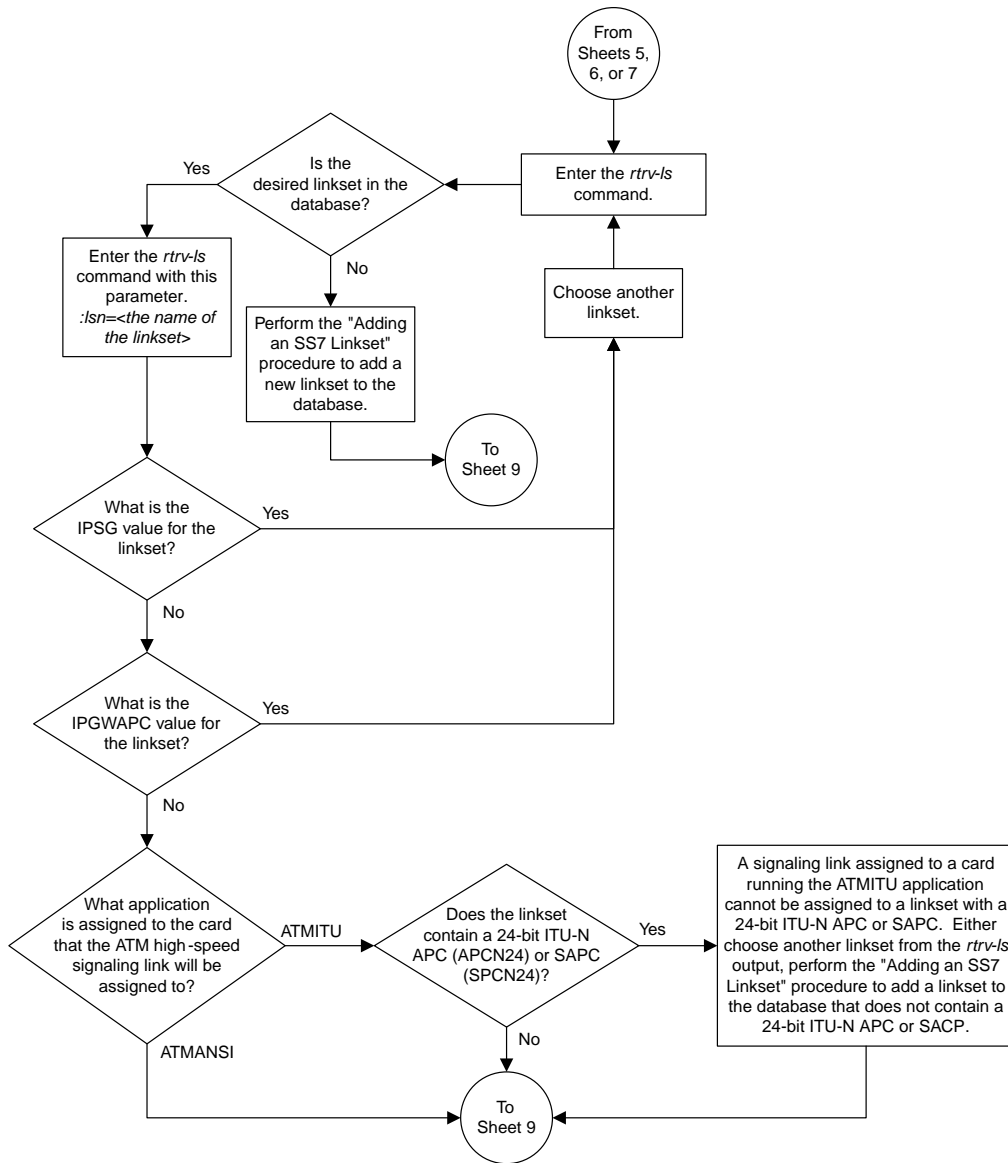 From
Sheets 5,
6, or 7
Enter the rtrv-ls
command.
Is the
desired linkset in the
database?
Yes
No
Enter the rtrv-ls
command with this
parameter.
:lsn=<the name of
the linkset>
Perform the "Adding
an SS7 Linkset"
procedure to add a
new linkset to the
database.
Choose another
linkset.
To
Sheet 9
What is the
IPSG value for the
linkset?
Yes
No
What is the
IPGWAPC value for
the linkset?
Yes
No
What application
is assigned to the card
that the ATM high-speed
signaling link will be
assigned to?
ATMITU
ATMANSI
Does the linkset
contain a 24-bit ITU-N
APC (APCN24) or SAPC
(SPCN24)?
Yes
No
A signaling link assigned to a card
running the ATMITU application
cannot be assigned to a linkset with a
24-bit ITU-N APC or SAPC. Either
choose another linkset from the rtrv-ls
output, perform the "Adding an SS7
Linkset" procedure to add a linkset to
the database that does not contain a
24-bit ITU-N APC or SACP.
To
Sheet 9